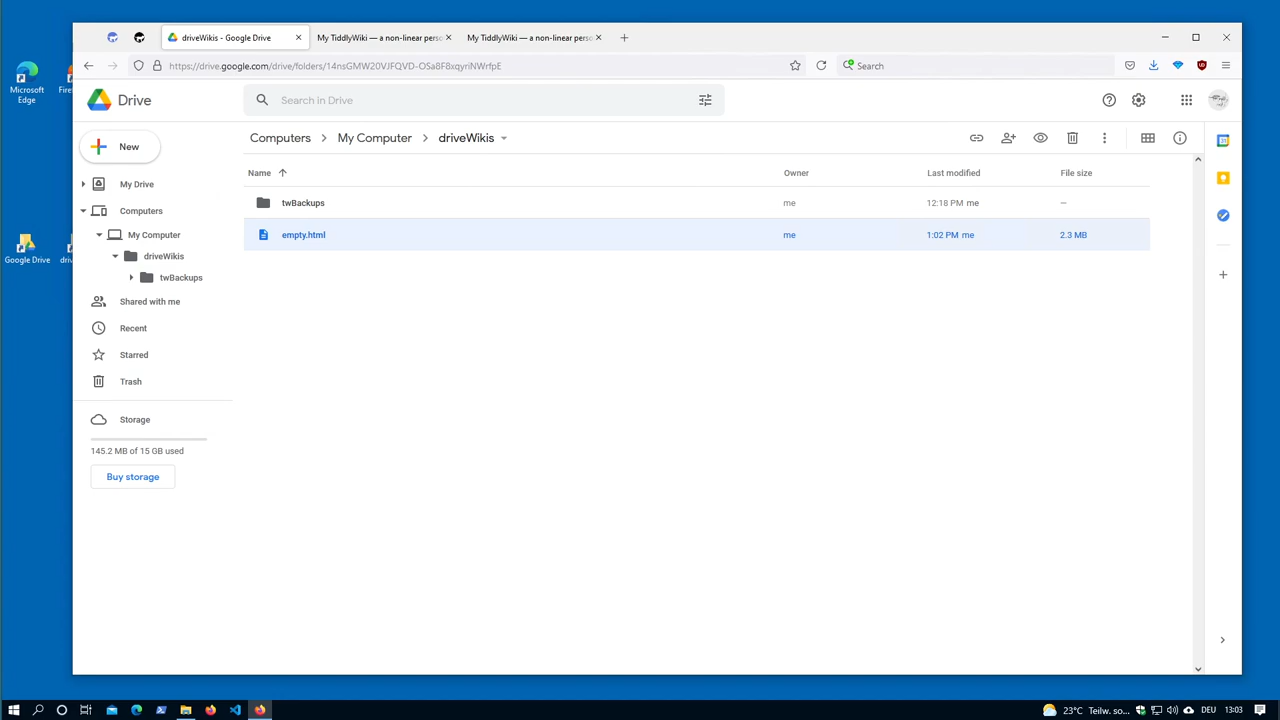 Microsoft Edge
Google Drive
driveWikis - Google Drive
My TiddlyWiki — a non-linear perso
My TiddlyWiki — a non-linear perso
Search
Drive
Search in Drive
New
Computers
My Computer
driveWikis
Name
Owner
Last modified
File size
twBackups
me
12:18 PM me
—
empty.html
me
1:02 PM me
2.3 MB
My Drive
Computers
My Computer
driveWikis
twBackups
Shared with me
Recent
Starred
Trash
Storage
145.2 MB of 15 GB used
Buy storage
23°C
Teilw. so...
DEU
13:03